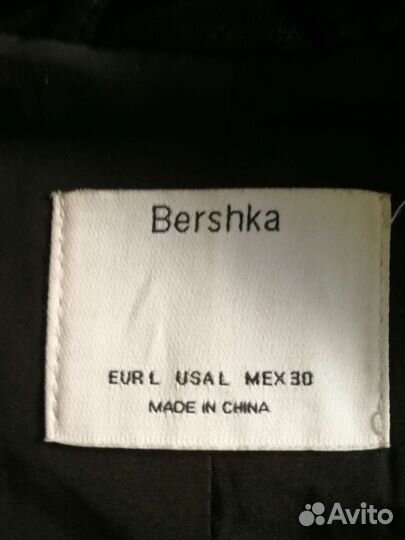 Bershka
EUR L USA L MEX 30
MADE IN CHINA
Avito